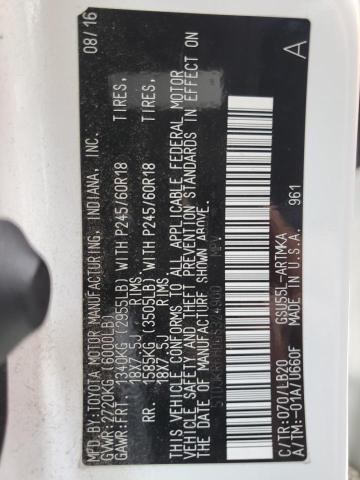 MFD. BY: TOYOTA MOTOR MANUFACTURING, INDIANA, INC. 08/16
GVWR: 2720KG (6000LB)
GAWR: FRT. 1340KG (2955LB) WITH P245/60R18 TIRES,
18X7.5J RIMS
RR. 1585KG (3505LB) WITH P245/60R18 TIRES,
18X7.5J RIMS
THIS VEHICLE CONFORMS TO ALL APPLICABLE FEDERAL MOTOR
VEHICLE SAFETY AND THEFT PREVENTION STANDARDS IN EFFECT ON
THE DATE OF MANUFACTURE SHOWN ABOVE.
MPV
C/TR: 070/LB20 GSU55L-ARTMKA A
A/TM: -01A/U660F MADE IN U.S.A. 961